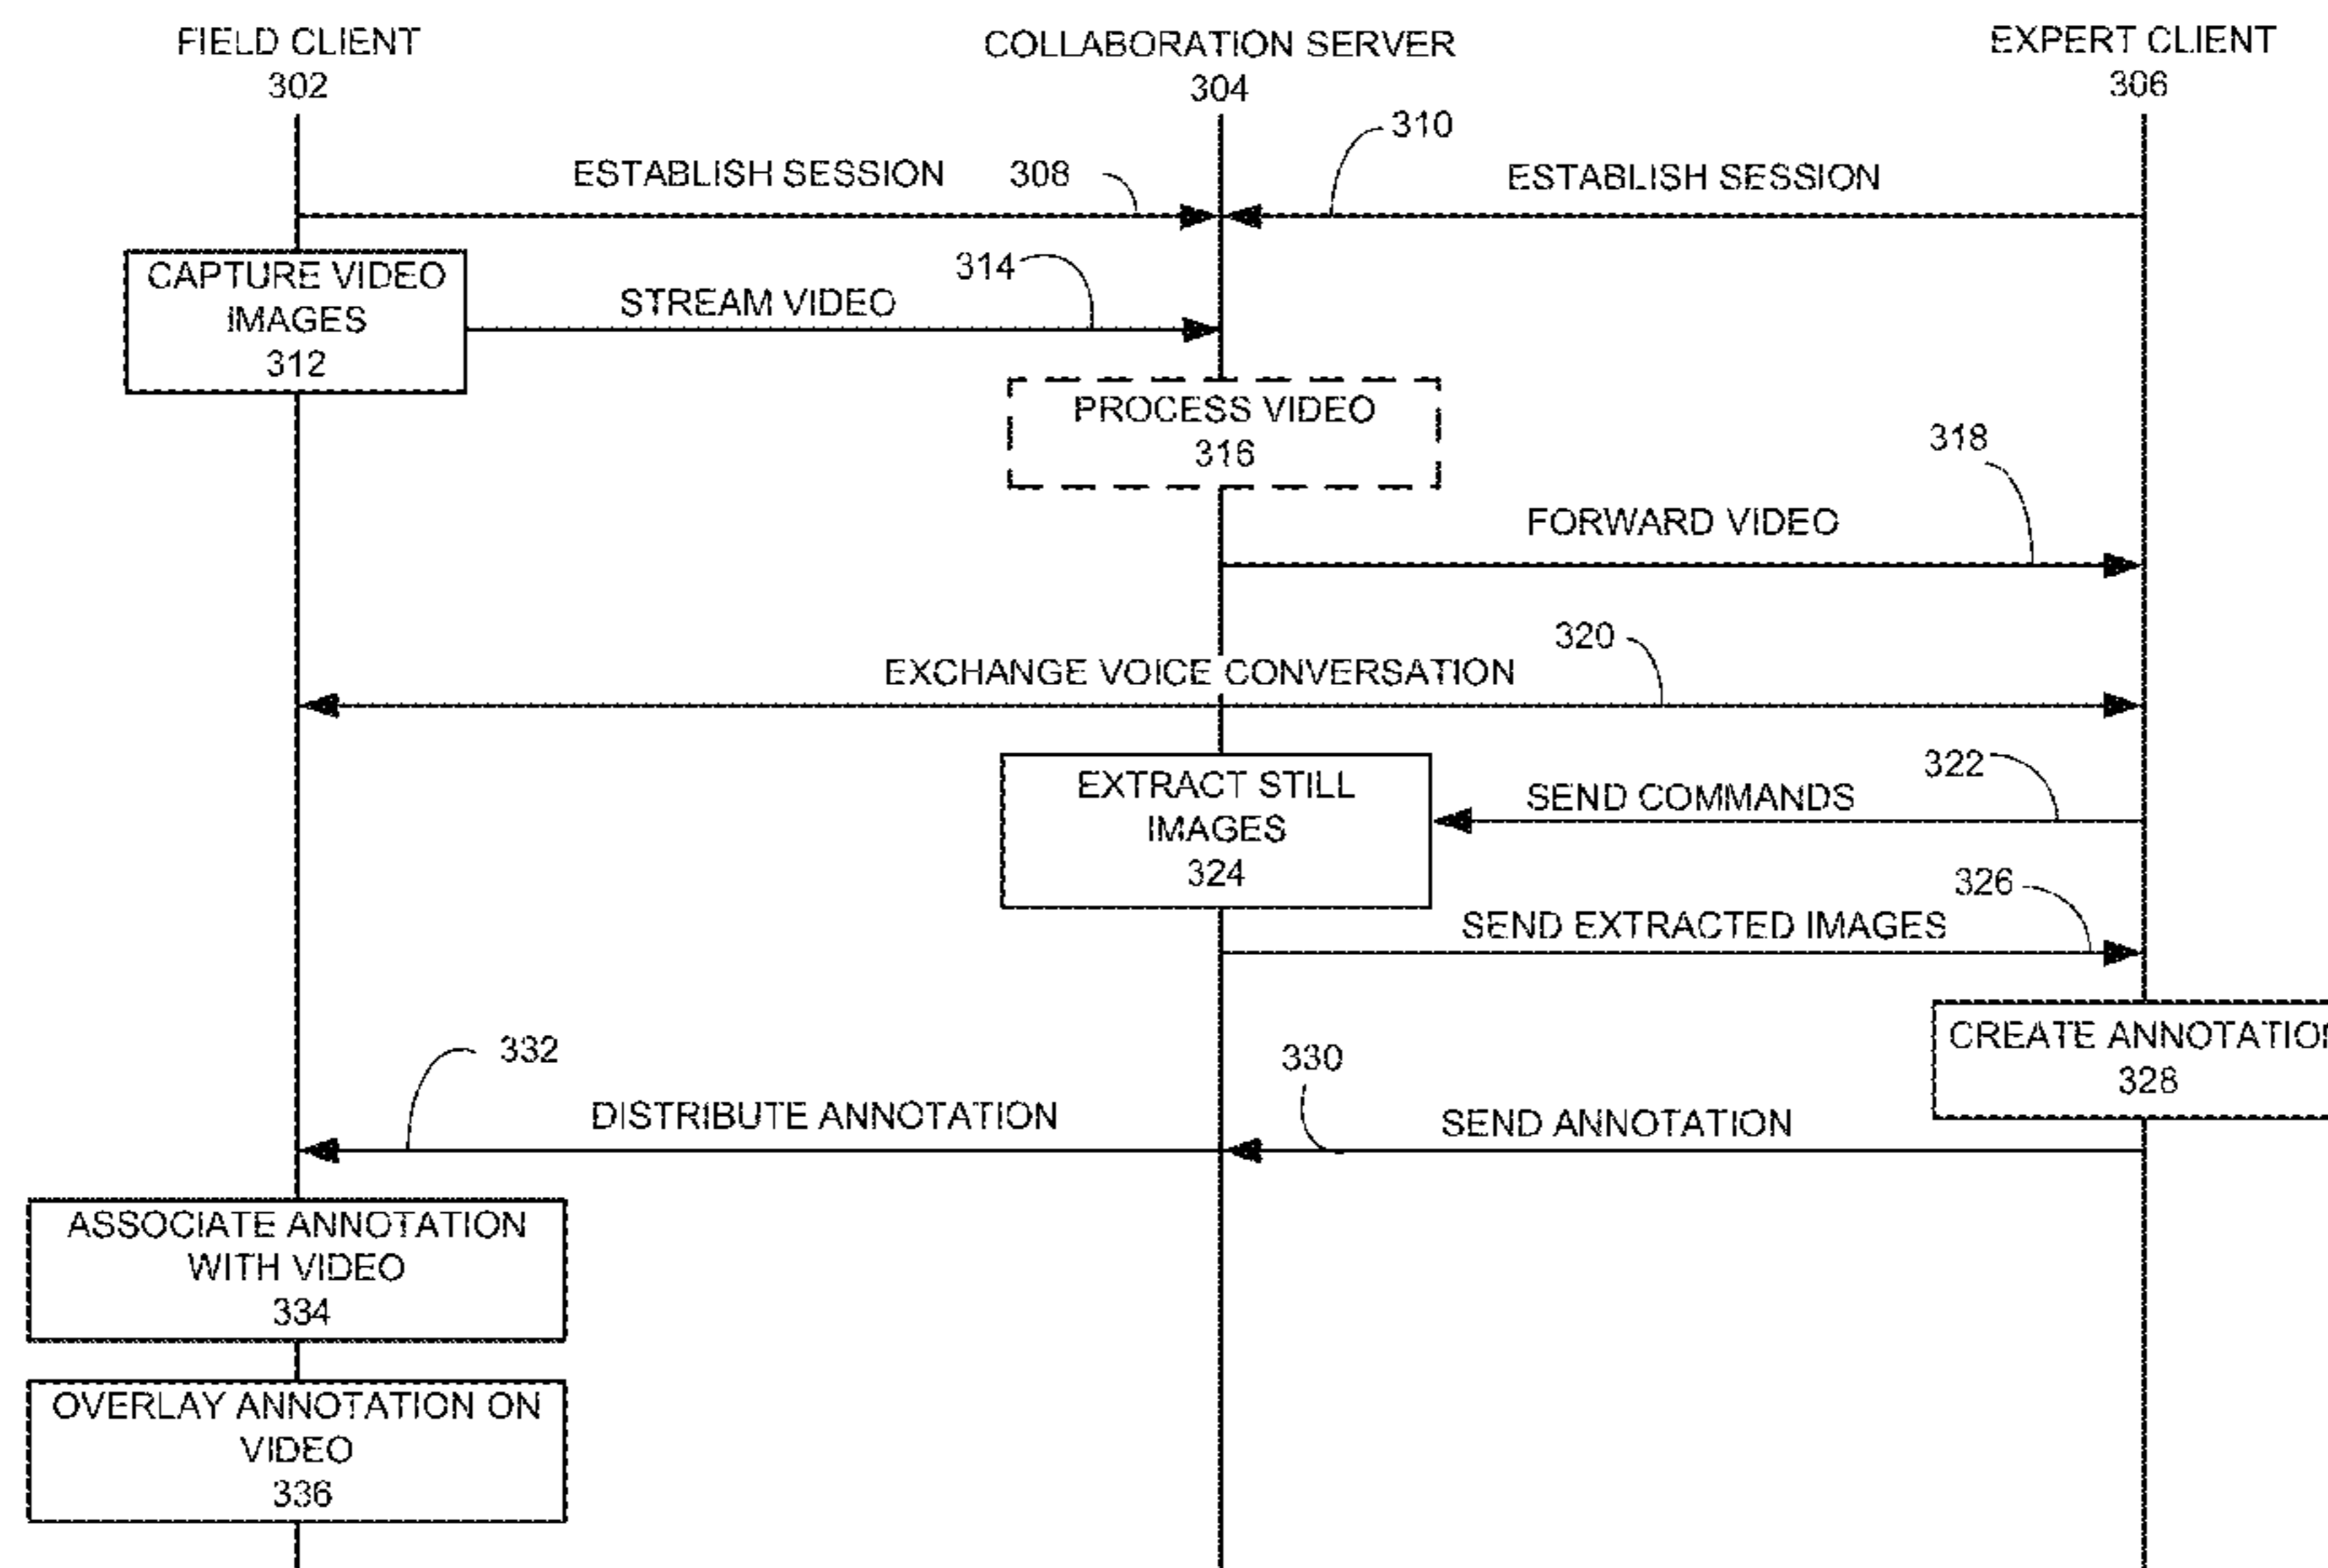 FIELD CLIENT
302
COLLABORATION SERVER
304
EXPERT CLIENT
306
310
ESTABLISH SESSION 308
ESTABLISH SESSION
CAPTURE VIDEO
IMAGES
312
314
STREAM VIDEO
PROCESS VIDEO
316
318
FORWARD VIDEO
320
EXCHANGE VOICE CONVERSATION
EXTRACT STILL
IMAGES
324
322
SEND COMMANDS
326
SEND EXTRACTED IMAGES
CREATE ANNOTATION
328
332
330
DISTRIBUTE ANNOTATION
SEND ANNOTATION
ASSOCIATE ANNOTATION
WITH VIDEO
334
OVERLAY ANNOTATION ON
VIDEO
336